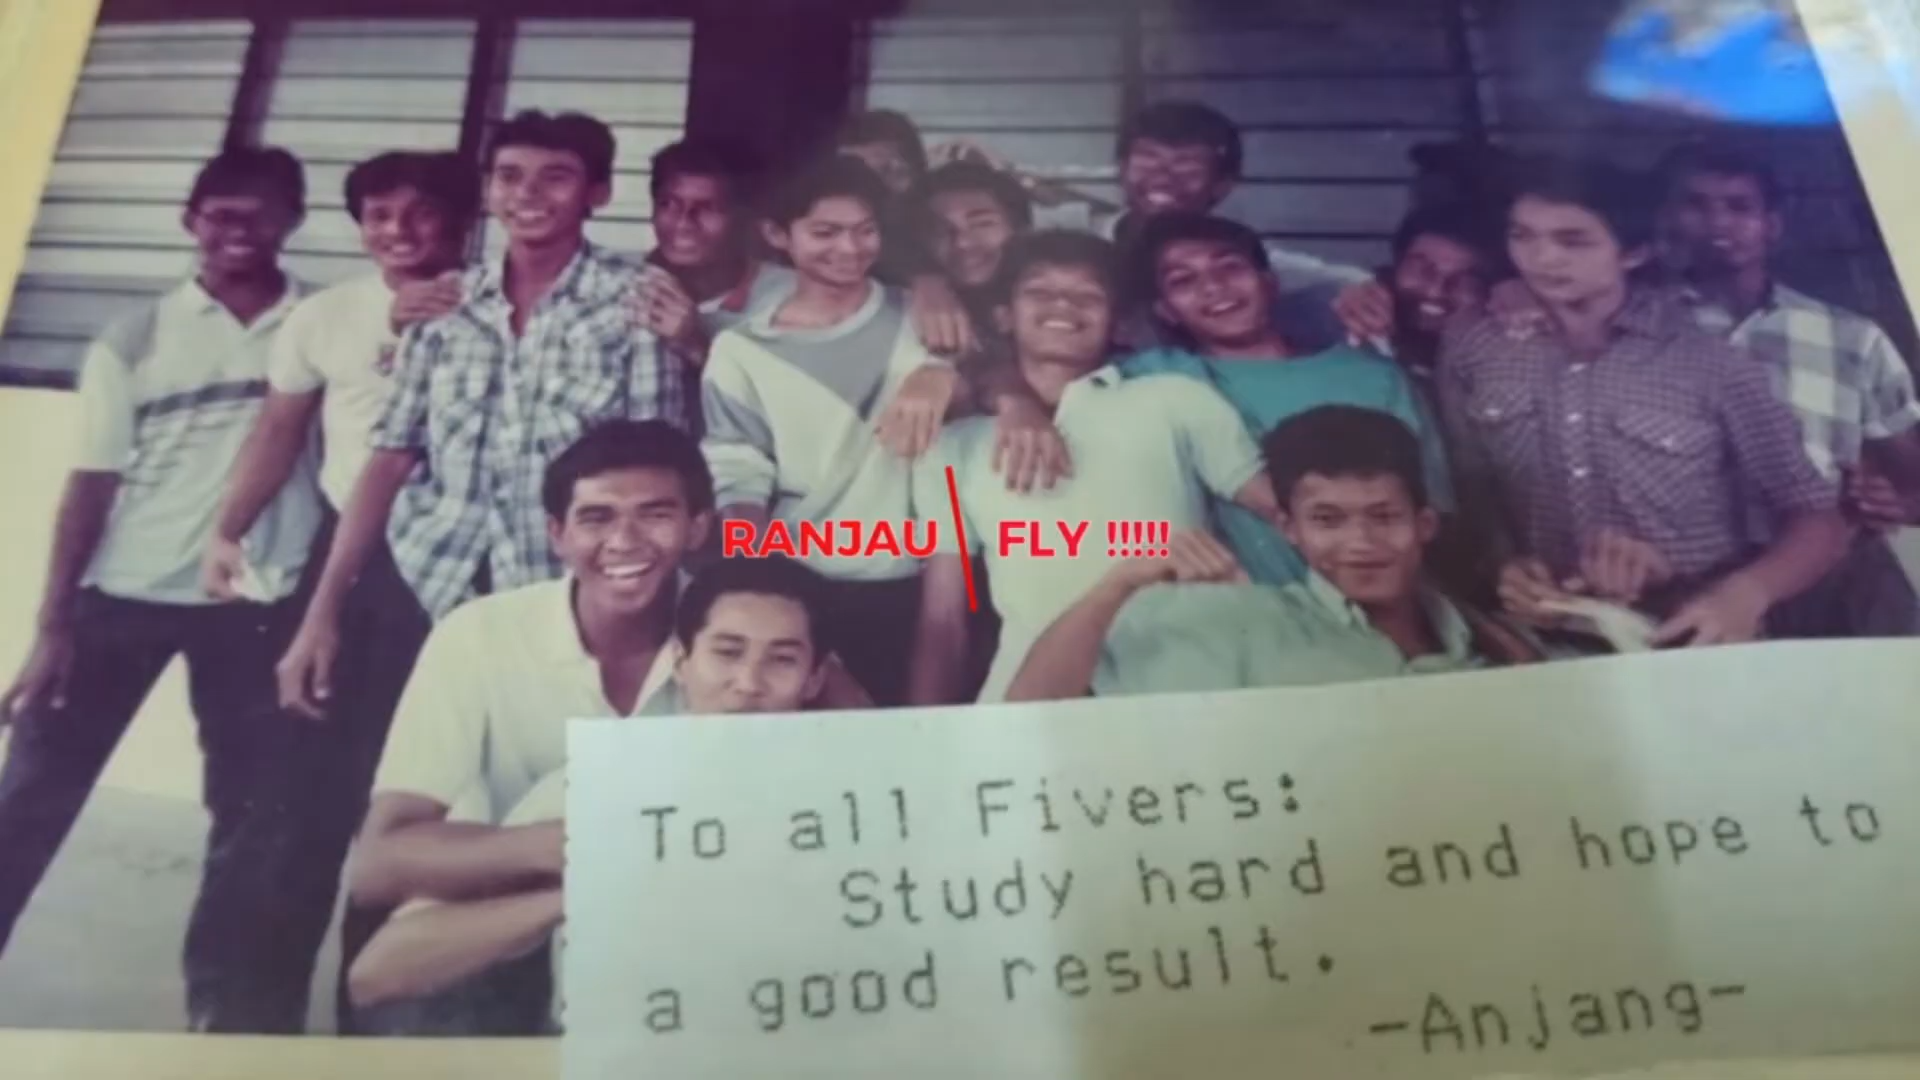 RANJAU FLY !!!!!
To all Fivers:
Study hard and hope to
a good result.
-Anjang-